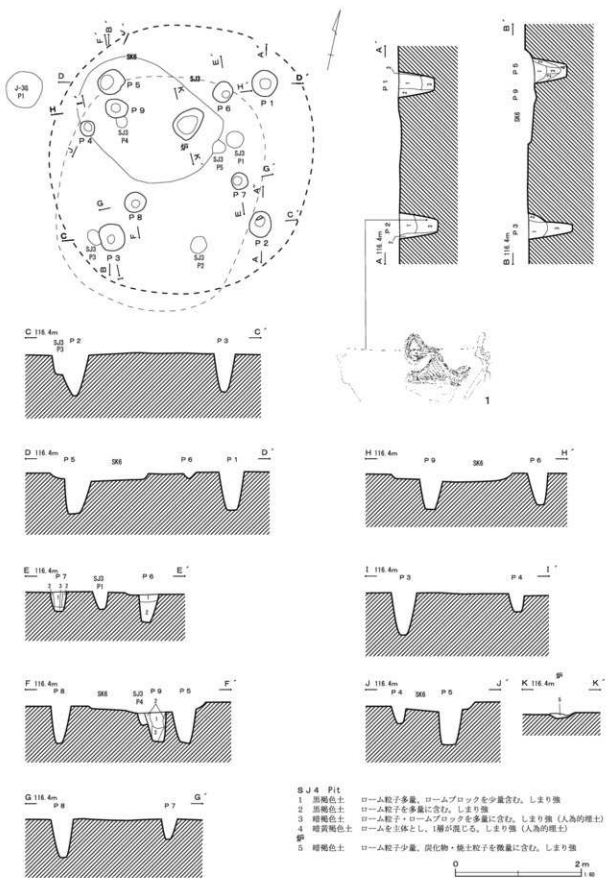 J-36
P1
SK6
SJ3
P5
P9
SJ3
P4
P4
P6
P1
炉
SJ3
P5
SJ3
P1
P7
P8
P2
P3
SJ3
P3
SJ3
P2
A A'
P1 P2
B B'
P5 P9 SK6 P3
1
C 116.4m C'
SJ3
P3 P2 P3
D 116.4m D'
P5 SK6 P6 P1
H 116.4m H'
P9 SK6 P6
E 116.4m E'
P7 SJ3
P1 P6
I 116.4m I'
P3 P4
F 116.4m F'
P8 SK6 SJ3
P4 P9 P5
J 116.4m J'
P4 SK6 P5
炉
K K'
116.4m
G 116.4m G'
P8 P7
SJ4 Pit
1 黒褐色土 ローム粒子多量、ロームブロックを少量含む。しまり強
2 黒褐色土 ローム粒子を多量に含む。しまり強
3 暗褐色土 ローム粒子・ロームブロックを多量に含む。しまり強（人為的埋土）
4 暗黄褐色土 ロームを主体とし、1層が混じる。しまり強（人為的埋土）
炉
5 暗褐色土 ローム粒子少量、炭化物・焼土粒子を微量に含む。しまり強
0 2m
1:60